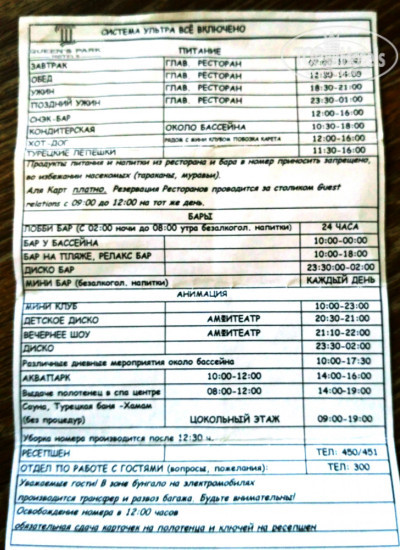 СИСТЕМА УЛЬТРА ВСЁ ВКЛЮЧЕНО
QUEEN'S PARK
HOTELS
ПИТАНИЕ
ЗАВТРАК ГЛАВ. РЕСТОРАН
ОБЕД ГЛАВ. РЕСТОРАН 12:30-14:00
УЖИН ГЛАВ. РЕСТОРАН 18:30-21:00
ПОЗДНИЙ УЖИН ГЛАВ. РЕСТОРАН 23:30-01:00
СНЭК-БАР 12:00-16:00
КОНДИТЕРСКАЯ ОКОЛО БАССЕЙНА 10:30-18:00
ХОТ-ДОГ РЯДОМ С МИНИ КЛУБОМ ПОВОЗКА КАРЕТА 12:00-16:00
ТУРЕЦКИЕ ЛЕПЕШКИ 11:30-16:00
Продукты питания и напитки из ресторана и бара в номер приносить запрещено,
во избежании насекомых (тараканы, муравьи).
Аля Карт платно. Резервация Ресторанов проводится за столиком Guest
relations с 09:00 до 12:00 на тот же день.
БАРЫ
ЛОББИ БАР (С 02:00 ночи до 08:00 утра безалкогол. напитки) 24 ЧАСА
БАР У БАССЕЙНА 10:00-00:00
БАР НА ПЛЯЖЕ, РЕЛАКС БАР 10:00-18:00
ДИСКО БАР 23:30:00-02:00
МИНИ БАР (безалкогол. напитки) КАЖДЫЙ ДЕНЬ
АНИМАЦИЯ
МИНИ КЛУБ 10:00-23:00
ДЕТСКОЕ ДИСКО АМФИТЕАТР 20:30-21:00
ВЕЧЕРНЕЕ ШОУ АМФИТЕАТР 21:10-22:00
ДИСКО 23:30-02:00
Различные дневные мероприятия около бассейна 10:00-17:30
АКВАПАРК 10:00-12:00 14:00-16:00
Выдаче полотенец в спа центре 08:00-12:00 14:00-19:00
Сауна, Турецкая баня -Хамам
(без процедур) ЦОКОЛЬНЫЙ ЭТАЖ 09:00-19:00
Уборка номера производится после 12:30 ч.
РЕСЕПШЕН ТЕЛ: 450/451
ОТДЕЛ ПО РАБОТЕ С ГОСТЯМИ (вопросы, пожелания): ТЕЛ: 300
Уважаемые гости! В зоне бунгало на электромобилях
производится трансфер и развоз багажа. Будьте внимательны!
Освобождение номера в 12:00 часов
обязательная сдача карточек на полотенца и ключей на ресепшен